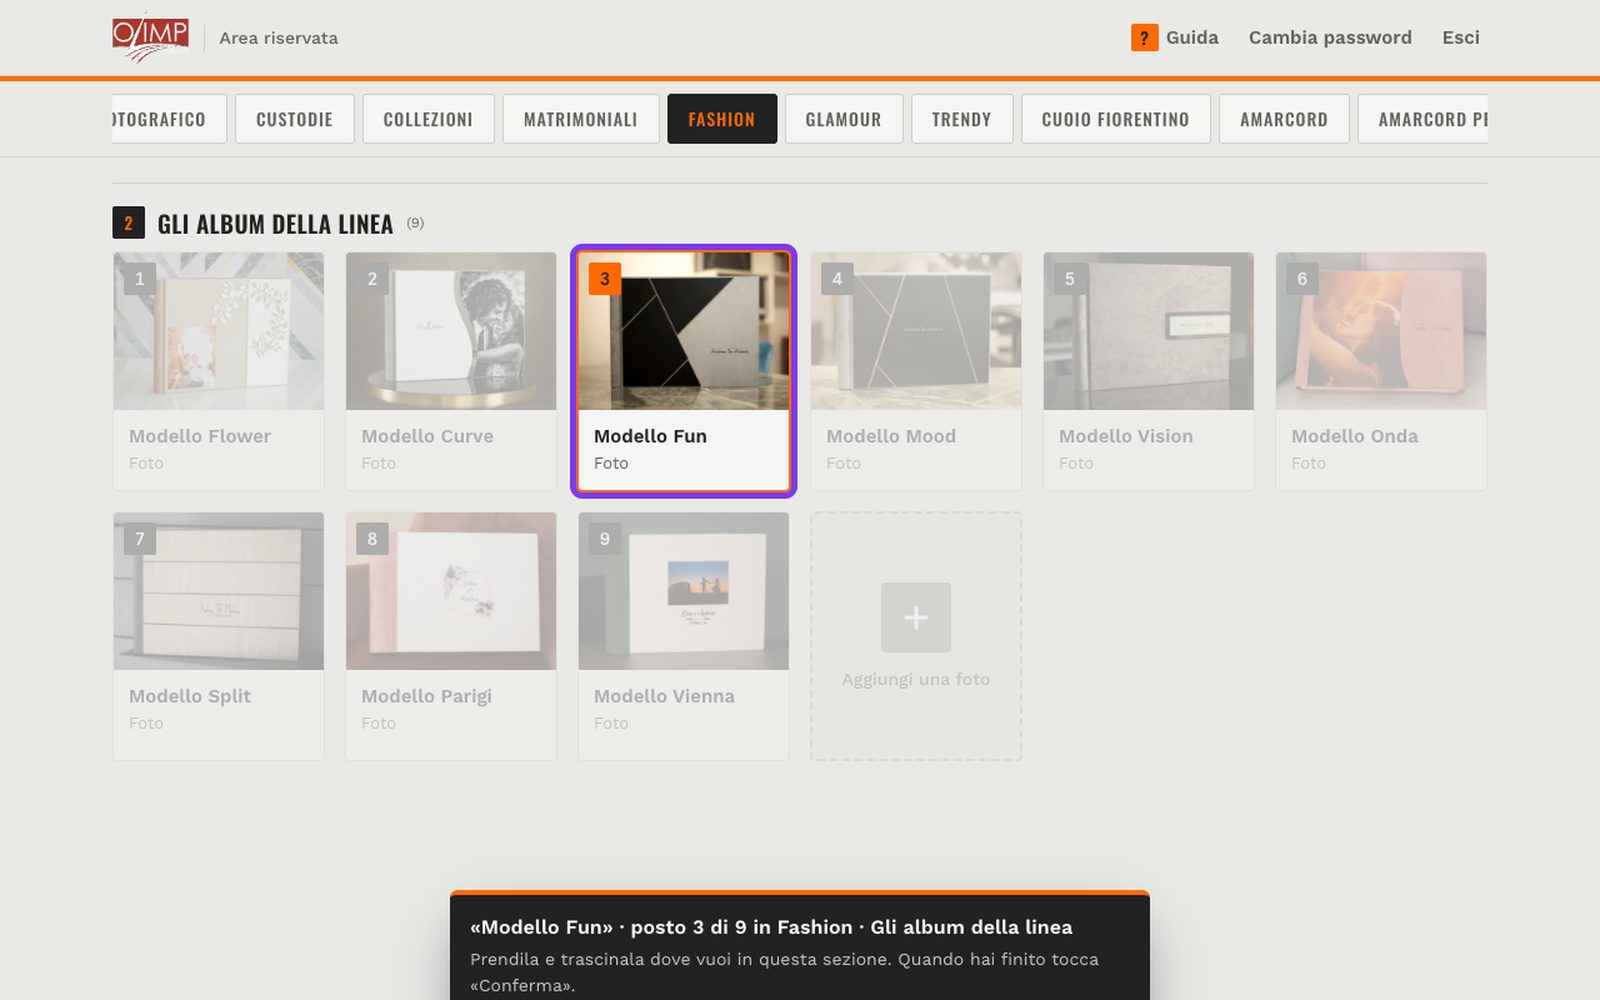 OLIMP
Area riservata
? Guida
Cambia password
Esci
OTOGRAFICO
CUSTODIE
COLLEZIONI
MATRIMONIALI
FASHION
GLAMOUR
TRENDY
CUOIO FIORENTINO
AMARCORD
AMARCORD PE
2 GLI ALBUM DELLA LINEA (9)
1
Modello Flower
Foto
2
Modello Curve
Foto
3
Modello Fun
Foto
4
Modello Mood
Foto
5
Modello Vision
Foto
6
Modello Onda
Foto
7
Modello Split
Foto
8
Modello Parigi
Foto
9
Modello Vienna
Foto
+
Aggiungi una foto
«Modello Fun» · posto 3 di 9 in Fashion · Gli album della linea
Prendila e trascinala dove vuoi in questa sezione. Quando hai finito tocca
«Conferma».